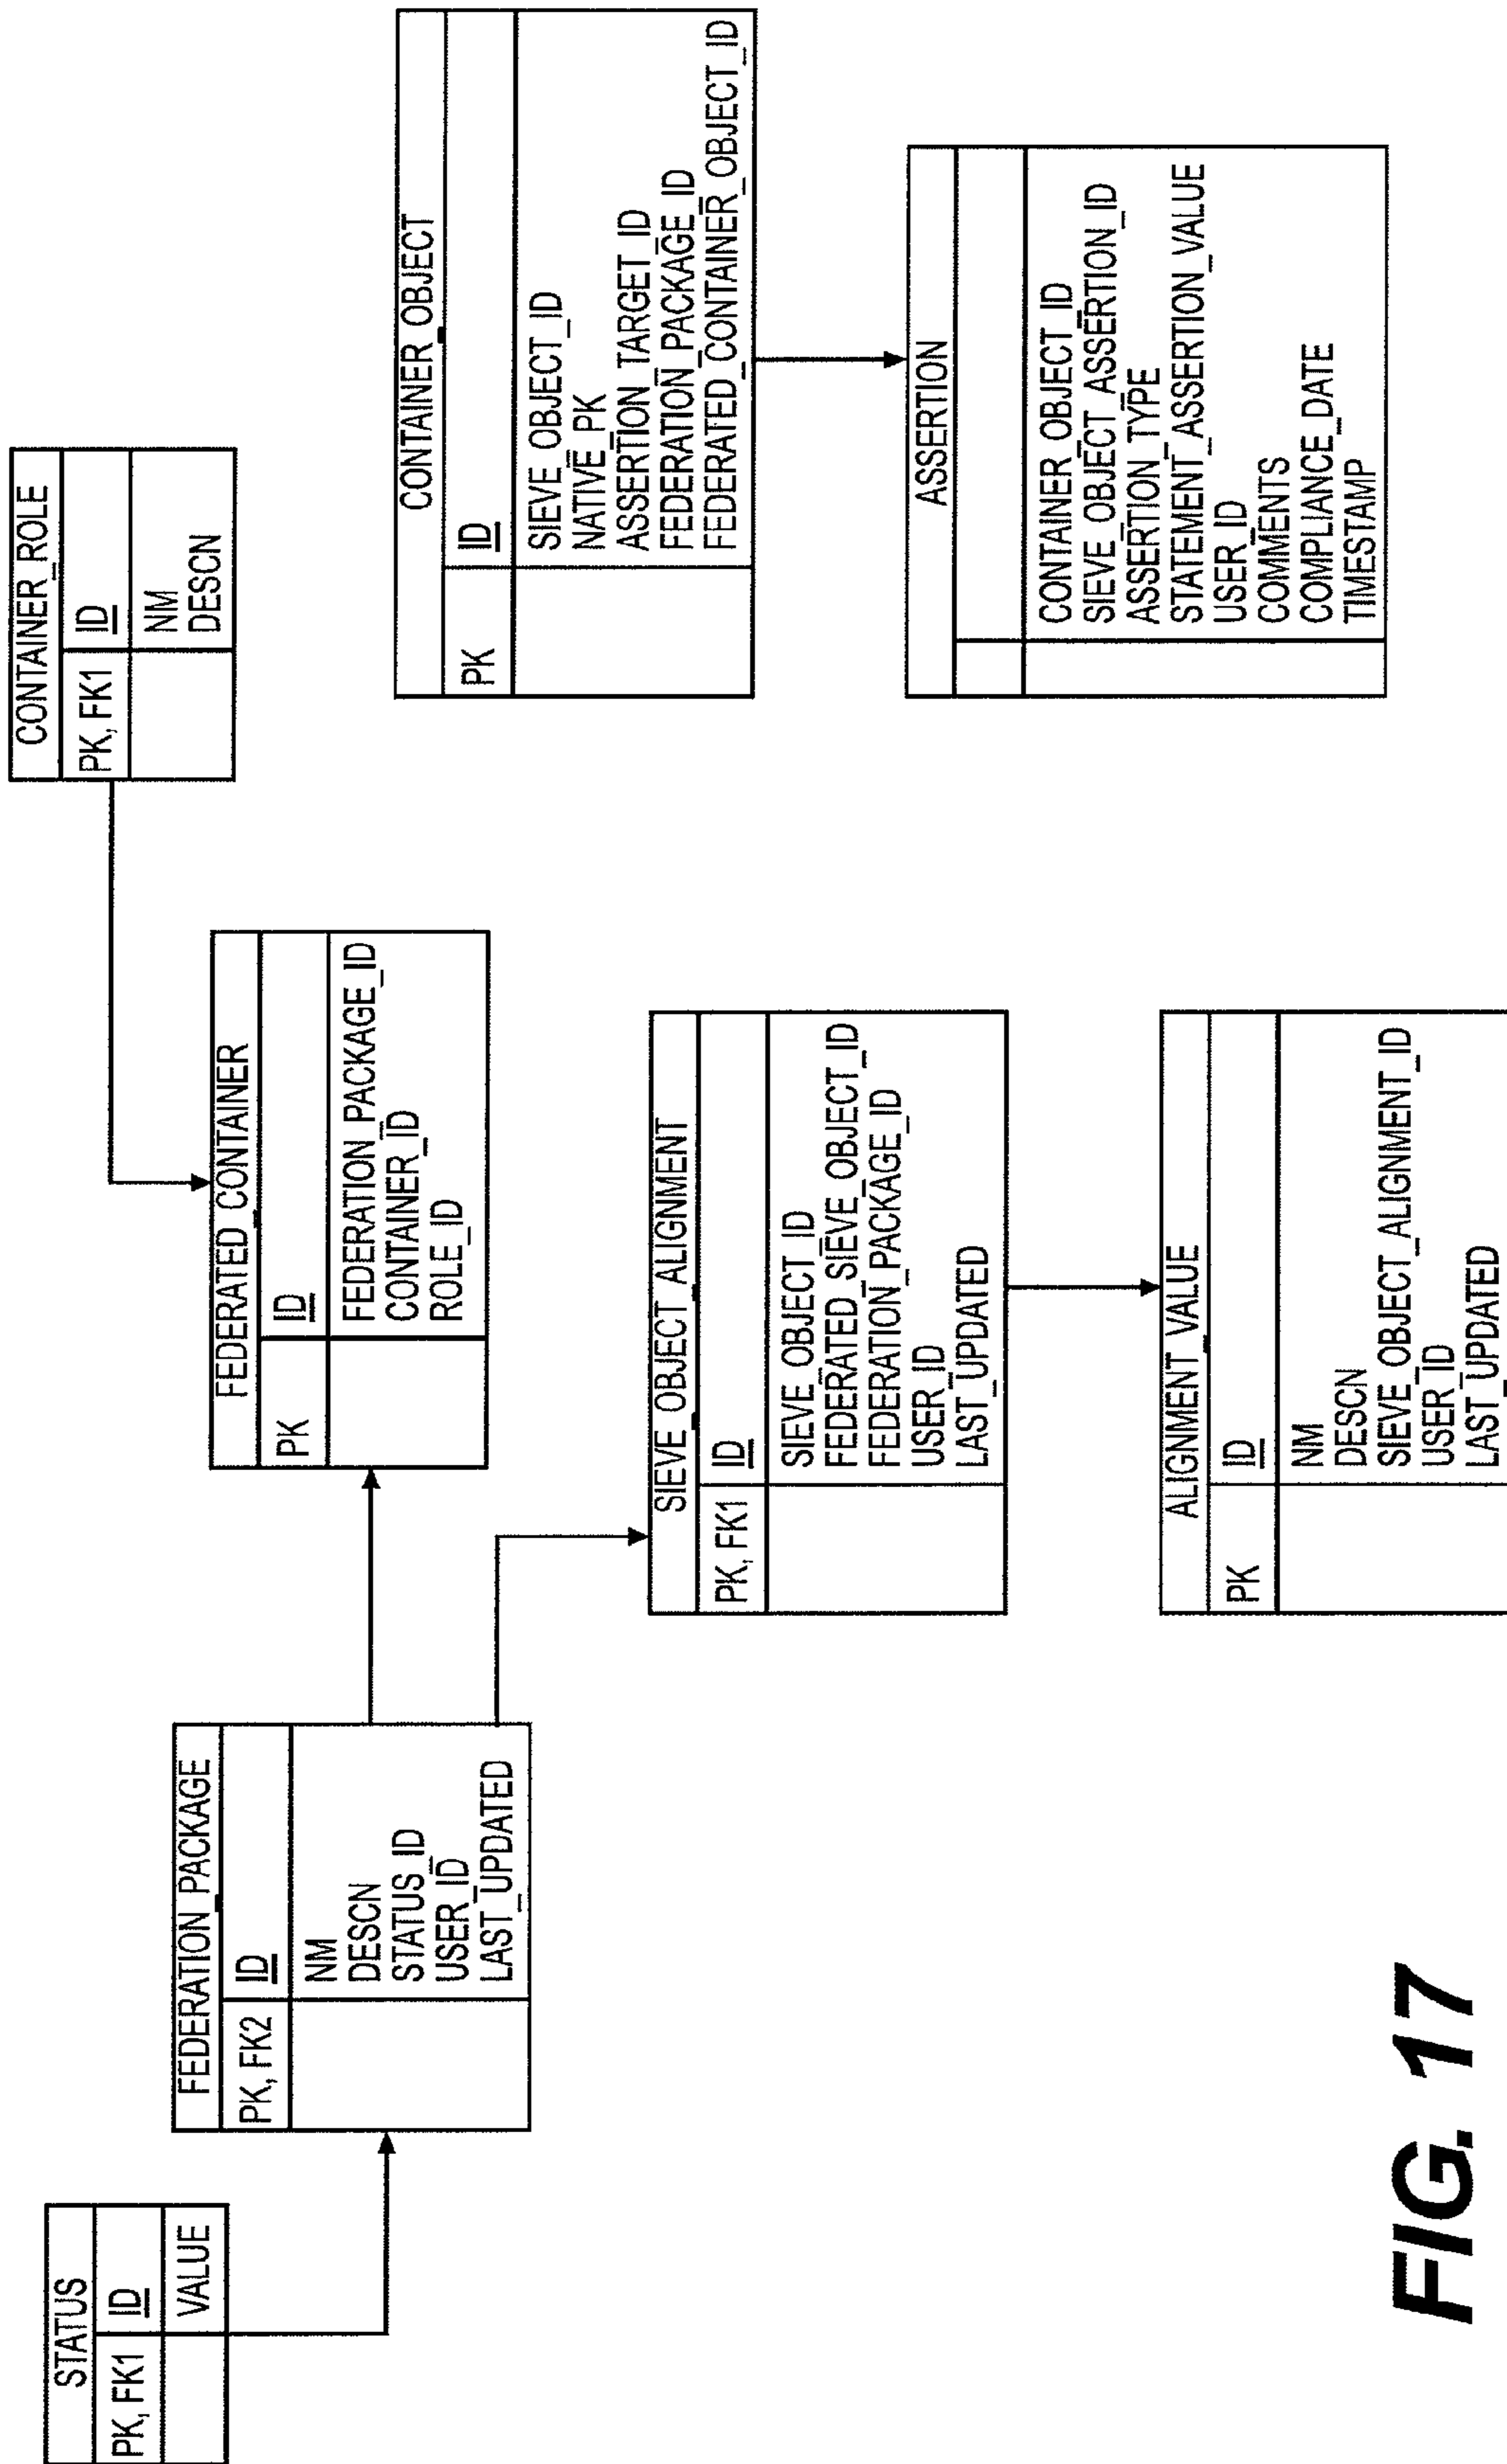 STATUS
PK, FK1 ID
VALUE
FEDERATION_PACKAGE
PK, FK2 ID
NM
DESCN
STATUS_ID
USER_ID
LAST_UPDATED
FEDERATED_CONTAINER
PK ID
FEDERATION_PACKAGE_ID
CONTAINER_ID
ROLE_ID
CONTAINER_ROLE
PK, FK1 ID
NM
DESCN
SIEVE_OBJECT_ALIGNMENT
PK, FK1 ID
SIEVE_OBJECT_ID
FEDERATED_SIEVE_OBJECT_ID
FEDERATION_PACKAGE_ID
USER_ID
LAST_UPDATED
ALIGNMENT_VALUE
PK ID
NM
DESCN
SIEVE_OBJECT_ALIGNMENT_ID
USER_ID
LAST_UPDATED
CONTAINER_OBJECT
PK ID
SIEVE_OBJECT_ID
NATIVE_PK
ASSERTION_TARGET_ID
FEDERATION_PACKAGE_ID
FEDERATED_CONTAINER_OBJECT_ID
ASSERTION
CONTAINER_OBJECT_ID
SIEVE_OBJECT_ASSERTION_ID
ASSERTION_TYPE
STATEMENT_ASSERTION_VALUE
USER_ID
COMMENTS
COMPLIANCE_DATE
TIMESTAMP
FIG. 17